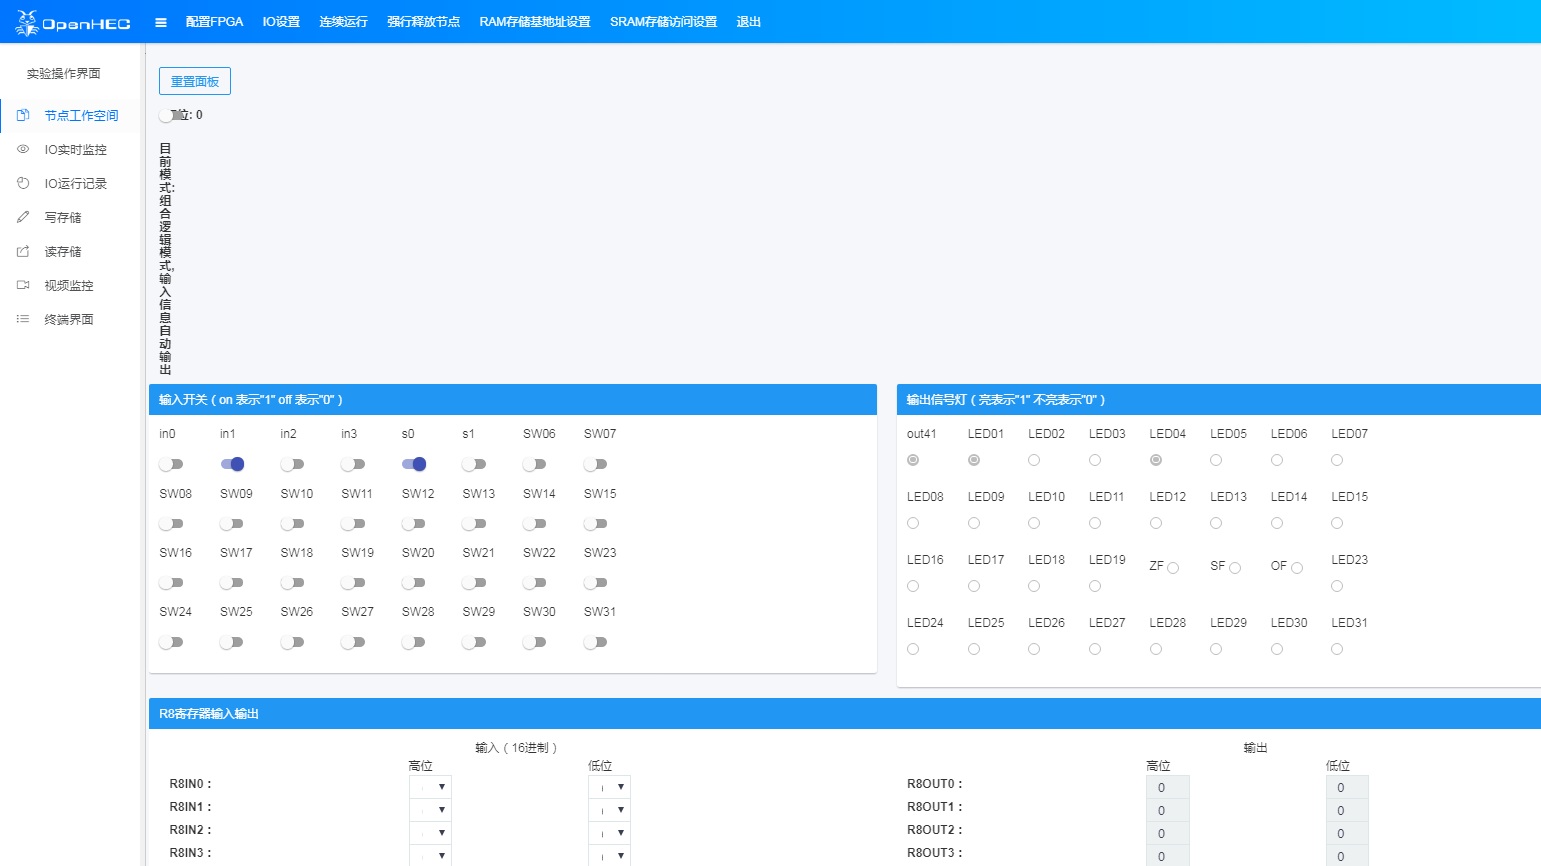 OpenHEC
配置FPGA IO设置 连续运行 强行释放节点 RAM存储基地址设置 SRAM存储访问设置 退出
实验操作界面
节点工作空间
IO实时监控
IO运行记录
写存储
读存储
视频监控
终端界面
重置面板
位: 0
目
前
模
式:
组
合
逻
辑
模
式,
输
入
信
息
自
动
输
出
输入开关（on 表示"1" off 表示"0"）
in0 in1 in2 in3 s0 s1 SW06 SW07
SW08 SW09 SW10 SW11 SW12 SW13 SW14 SW15
SW16 SW17 SW18 SW19 SW20 SW21 SW22 SW23
SW24 SW25 SW26 SW27 SW28 SW29 SW30 SW31
输出信号灯（亮表示"1" 不亮表示"0"）
out41 LED01 LED02 LED03 LED04 LED05 LED06 LED07
LED08 LED09 LED10 LED11 LED12 LED13 LED14 LED15
LED16 LED17 LED18 LED19 ZF SF OF LED23
LED24 LED25 LED26 LED27 LED28 LED29 LED30 LED31
R8寄存器输入输出
输入（16进制）
高位 低位
R8IN0：
R8IN1：
R8IN2：
R8IN3：
输出
高位 低位
R8OUT0： 0 0
R8OUT1： 0 0
R8OUT2： 0 0
R8OUT3： 0 0